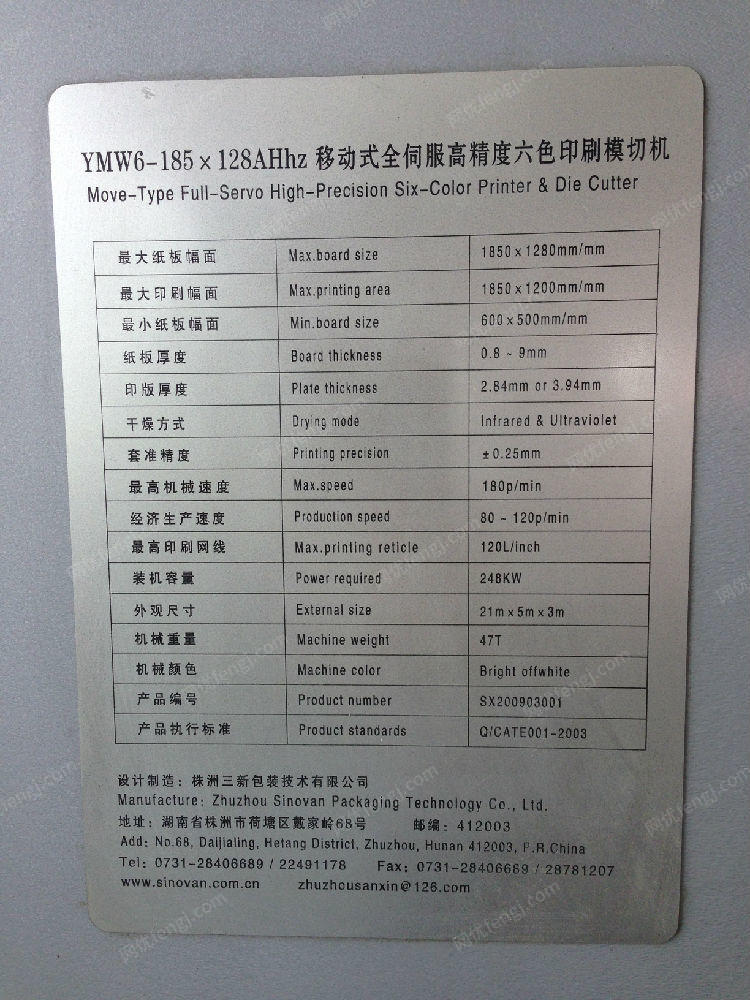 YMW6-185×128AHhz 移动式全伺服高精度六色印刷模切机
Move-Type Full-Servo High-Precision Six-Color Printer & Die Cutter
最大纸板幅面 Max.board size 1850×1280mm/mm
最大印刷幅面 Max.printing area 1850×1200mm/mm
最小纸板幅面 Min.board size 600×500mm/mm
纸板厚度 Board thickness 0.8 ~ 9mm
印版厚度 Plate thickness 2.84mm or 3.94mm
干燥方式 Drying mode Infrared & Ultraviolet
套准精度 Printing precision ±0.25mm
最高机械速度 Max.speed 180p/min
经济生产速度 Production speed 80 ~ 120p/min
最高印刷网线 Max.printing reticle 120L/inch
装机容量 Power required 248KW
外观尺寸 External size 21m×5m×3m
机械重量 Machine weight 47T
机械颜色 Machine color Bright offwhite
产品编号 Product number SX200903001
产品执行标准 Product standards Q/CATE001-2003
设计制造：株洲三新包装技术有限公司
Manufacture: Zhuzhou Sinovan Packaging Technology Co., Ltd.
地址：湖南省株洲市荷塘区戴家岭68号 邮编：412003
Add: No.68, Daijialing, Hetang District, Zhuzhou, Hunan 412003, P.R.China
Tel: 0731-28406689 / 22491178 Fax: 0731-28406669 / 28781207
www.sinovan.com.cn zhuzhousanxin@126.com